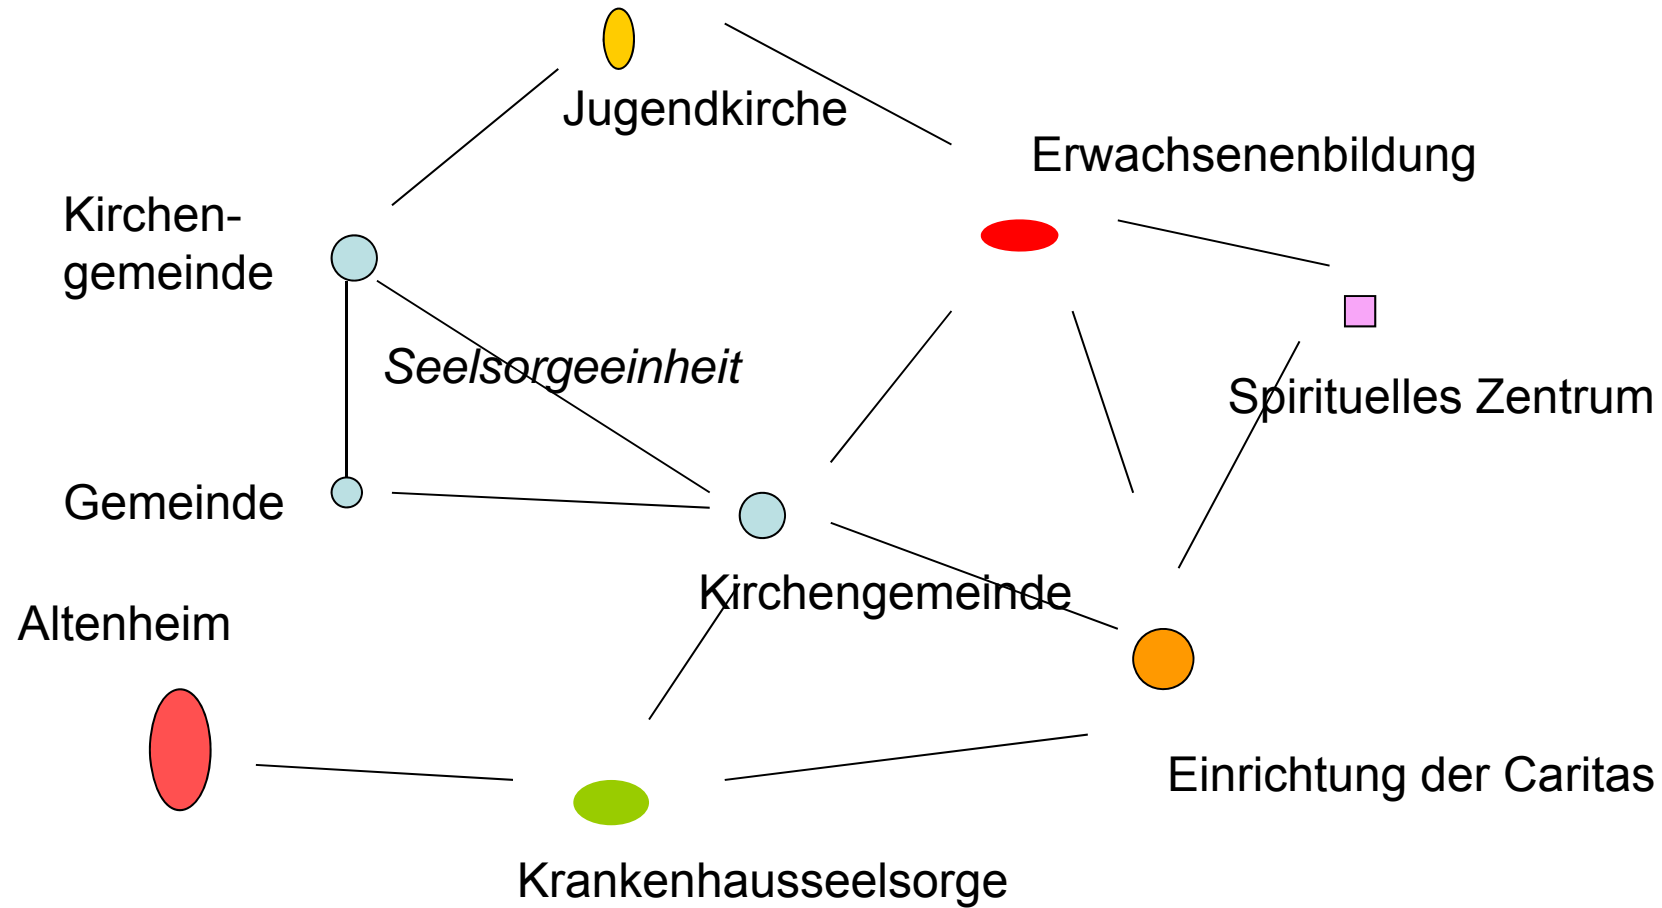 Jugendkirche
Erwachsenenbildung
Kirchen-
gemeinde
Seelsorgeeinheit
Spirituelles Zentrum
Gemeinde
Kirchengemeinde
Altenheim
Einrichtung der Caritas
Krankenhausseelsorge